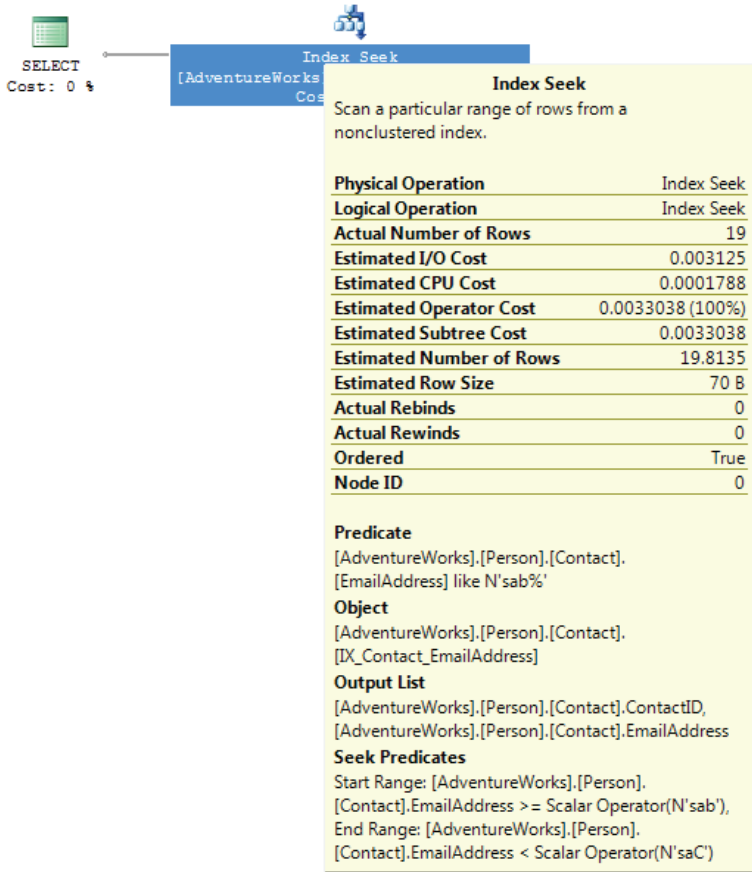 SELECT
Cost: 0 %
Index Seek
[AdventureWorks]
Cos
Index Seek
Scan a particular range of rows from a
nonclustered index.
Physical Operation Index Seek
Logical Operation Index Seek
Actual Number of Rows 19
Estimated I/O Cost 0.003125
Estimated CPU Cost 0.0001788
Estimated Operator Cost 0.0033038 (100%)
Estimated Subtree Cost 0.0033038
Estimated Number of Rows 19.8135
Estimated Row Size 70 B
Actual Rebinds 0
Actual Rewinds 0
Ordered True
Node ID 0
Predicate
[AdventureWorks].[Person].[Contact].
[EmailAddress] like N'sab%'
Object
[AdventureWorks].[Person].[Contact].
[IX_Contact_EmailAddress]
Output List
[AdventureWorks].[Person].[Contact].ContactID,
[AdventureWorks].[Person].[Contact].EmailAddress
Seek Predicates
Start Range: [AdventureWorks].[Person].
[Contact].EmailAddress >= Scalar Operator(N'sab'),
End Range: [AdventureWorks].[Person].
[Contact].EmailAddress < Scalar Operator(N'saC')